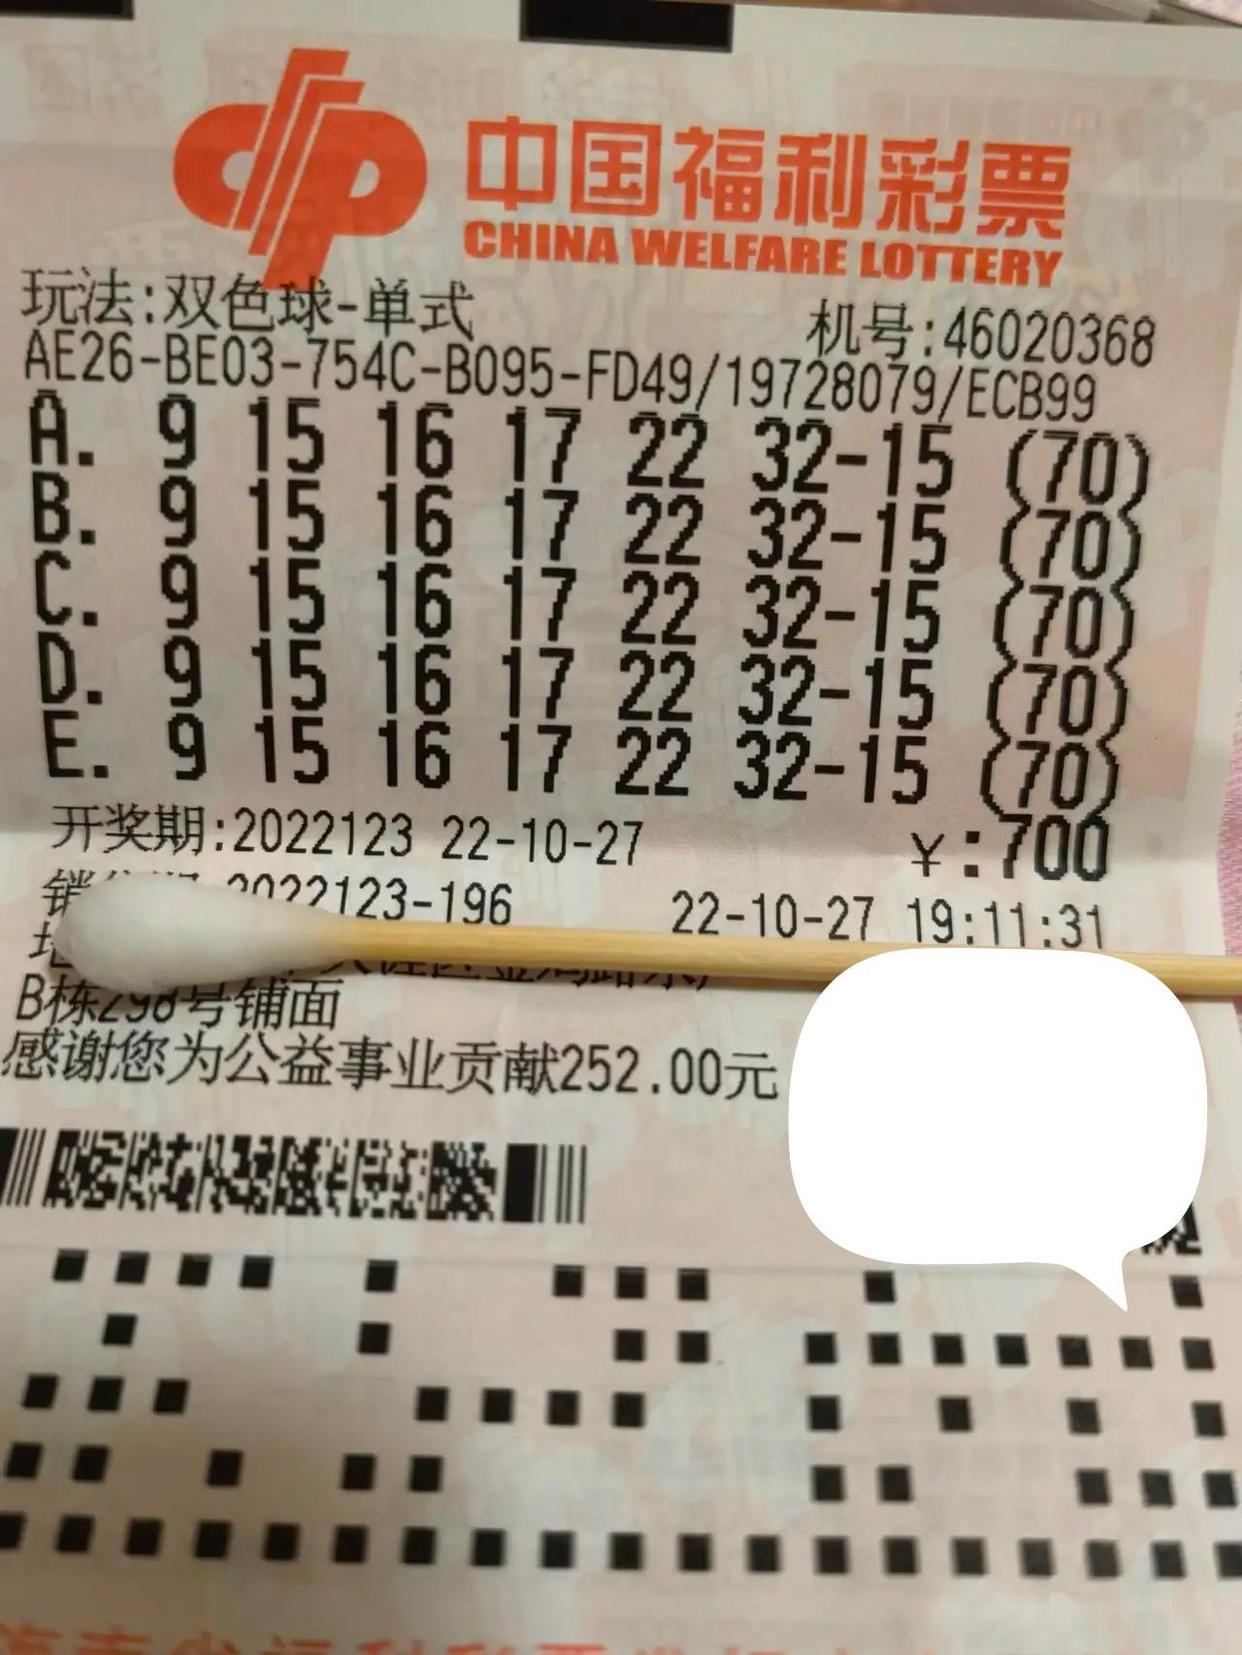 中国福利彩票
CHINA WELFARE LOTTERY
玩法:双色球-单式 机号:46020368
AE26-BE03-754C-B095-FD49/19728079/ECB99
A. 9 15 16 17 22 32-15 (70)
B. 9 15 16 17 22 32-15 (70)
C. 9 15 16 17 22 32-15 (70)
D. 9 15 16 17 22 32-15 (70)
E. 9 15 16 17 22 32-15 (70)
开奖期:2022123 22-10-27 ¥:700
销 2022123-196 22-10-27 19:11:31
B栋298号铺面
感谢您为公益事业贡献252.00元